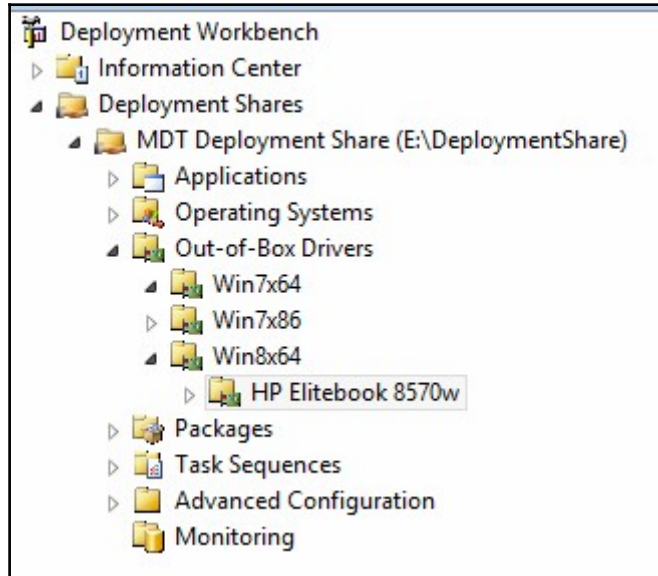 Deployment Workbench
Information Center
Deployment Shares
MDT Deployment Share (E:\DeploymentShare)
Applications
Operating Systems
Out-of-Box Drivers
Win7x64
Win7x86
Win8x64
HP Elitebook 8570w
Packages
Task Sequences
Advanced Configuration
Monitoring